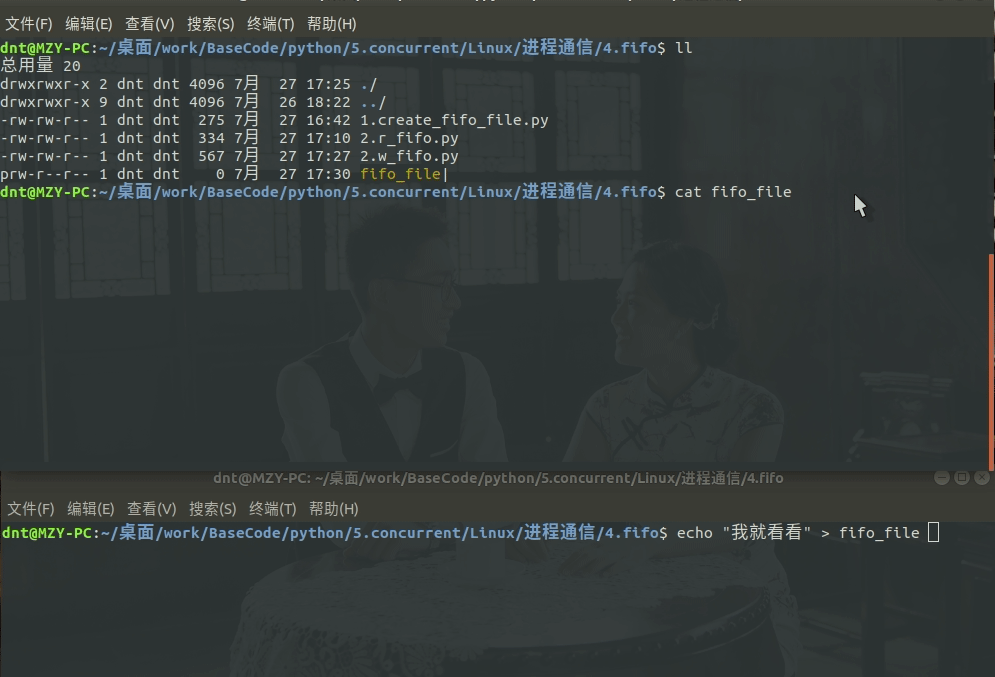 文件(F) 编辑(E) 查看(V) 搜索(S) 终端(T) 帮助(H)
dnt@MZY-PC:~/桌面/work/BaseCode/python/5.concurrent/Linux/进程通信/4.fifo$ ll
总用量 20
drwxrwxr-x 2 dnt dnt 4096 7月  27 17:25 ./
drwxrwxr-x 9 dnt dnt 4096 7月  26 18:22 ../
-rw-rw-r-- 1 dnt dnt  275 7月  27 16:42 1.create_fifo_file.py
-rw-rw-r-- 1 dnt dnt  334 7月  27 17:10 2.r_fifo.py
-rw-rw-r-- 1 dnt dnt  567 7月  27 17:27 2.w_fifo.py
prw-r--r-- 1 dnt dnt    0 7月  27 17:30 fifo_file|
dnt@MZY-PC:~/桌面/work/BaseCode/python/5.concurrent/Linux/进程通信/4.fifo$ cat fifo_file
dnt@MZY-PC: ~/桌面/work/BaseCode/python/5.concurrent/Linux/进程通信/4.fifo
文件(F) 编辑(E) 查看(V) 搜索(S) 终端(T) 帮助(H)
dnt@MZY-PC:~/桌面/work/BaseCode/python/5.concurrent/Linux/进程通信/4.fifo$ echo "我就看看" > fifo_file